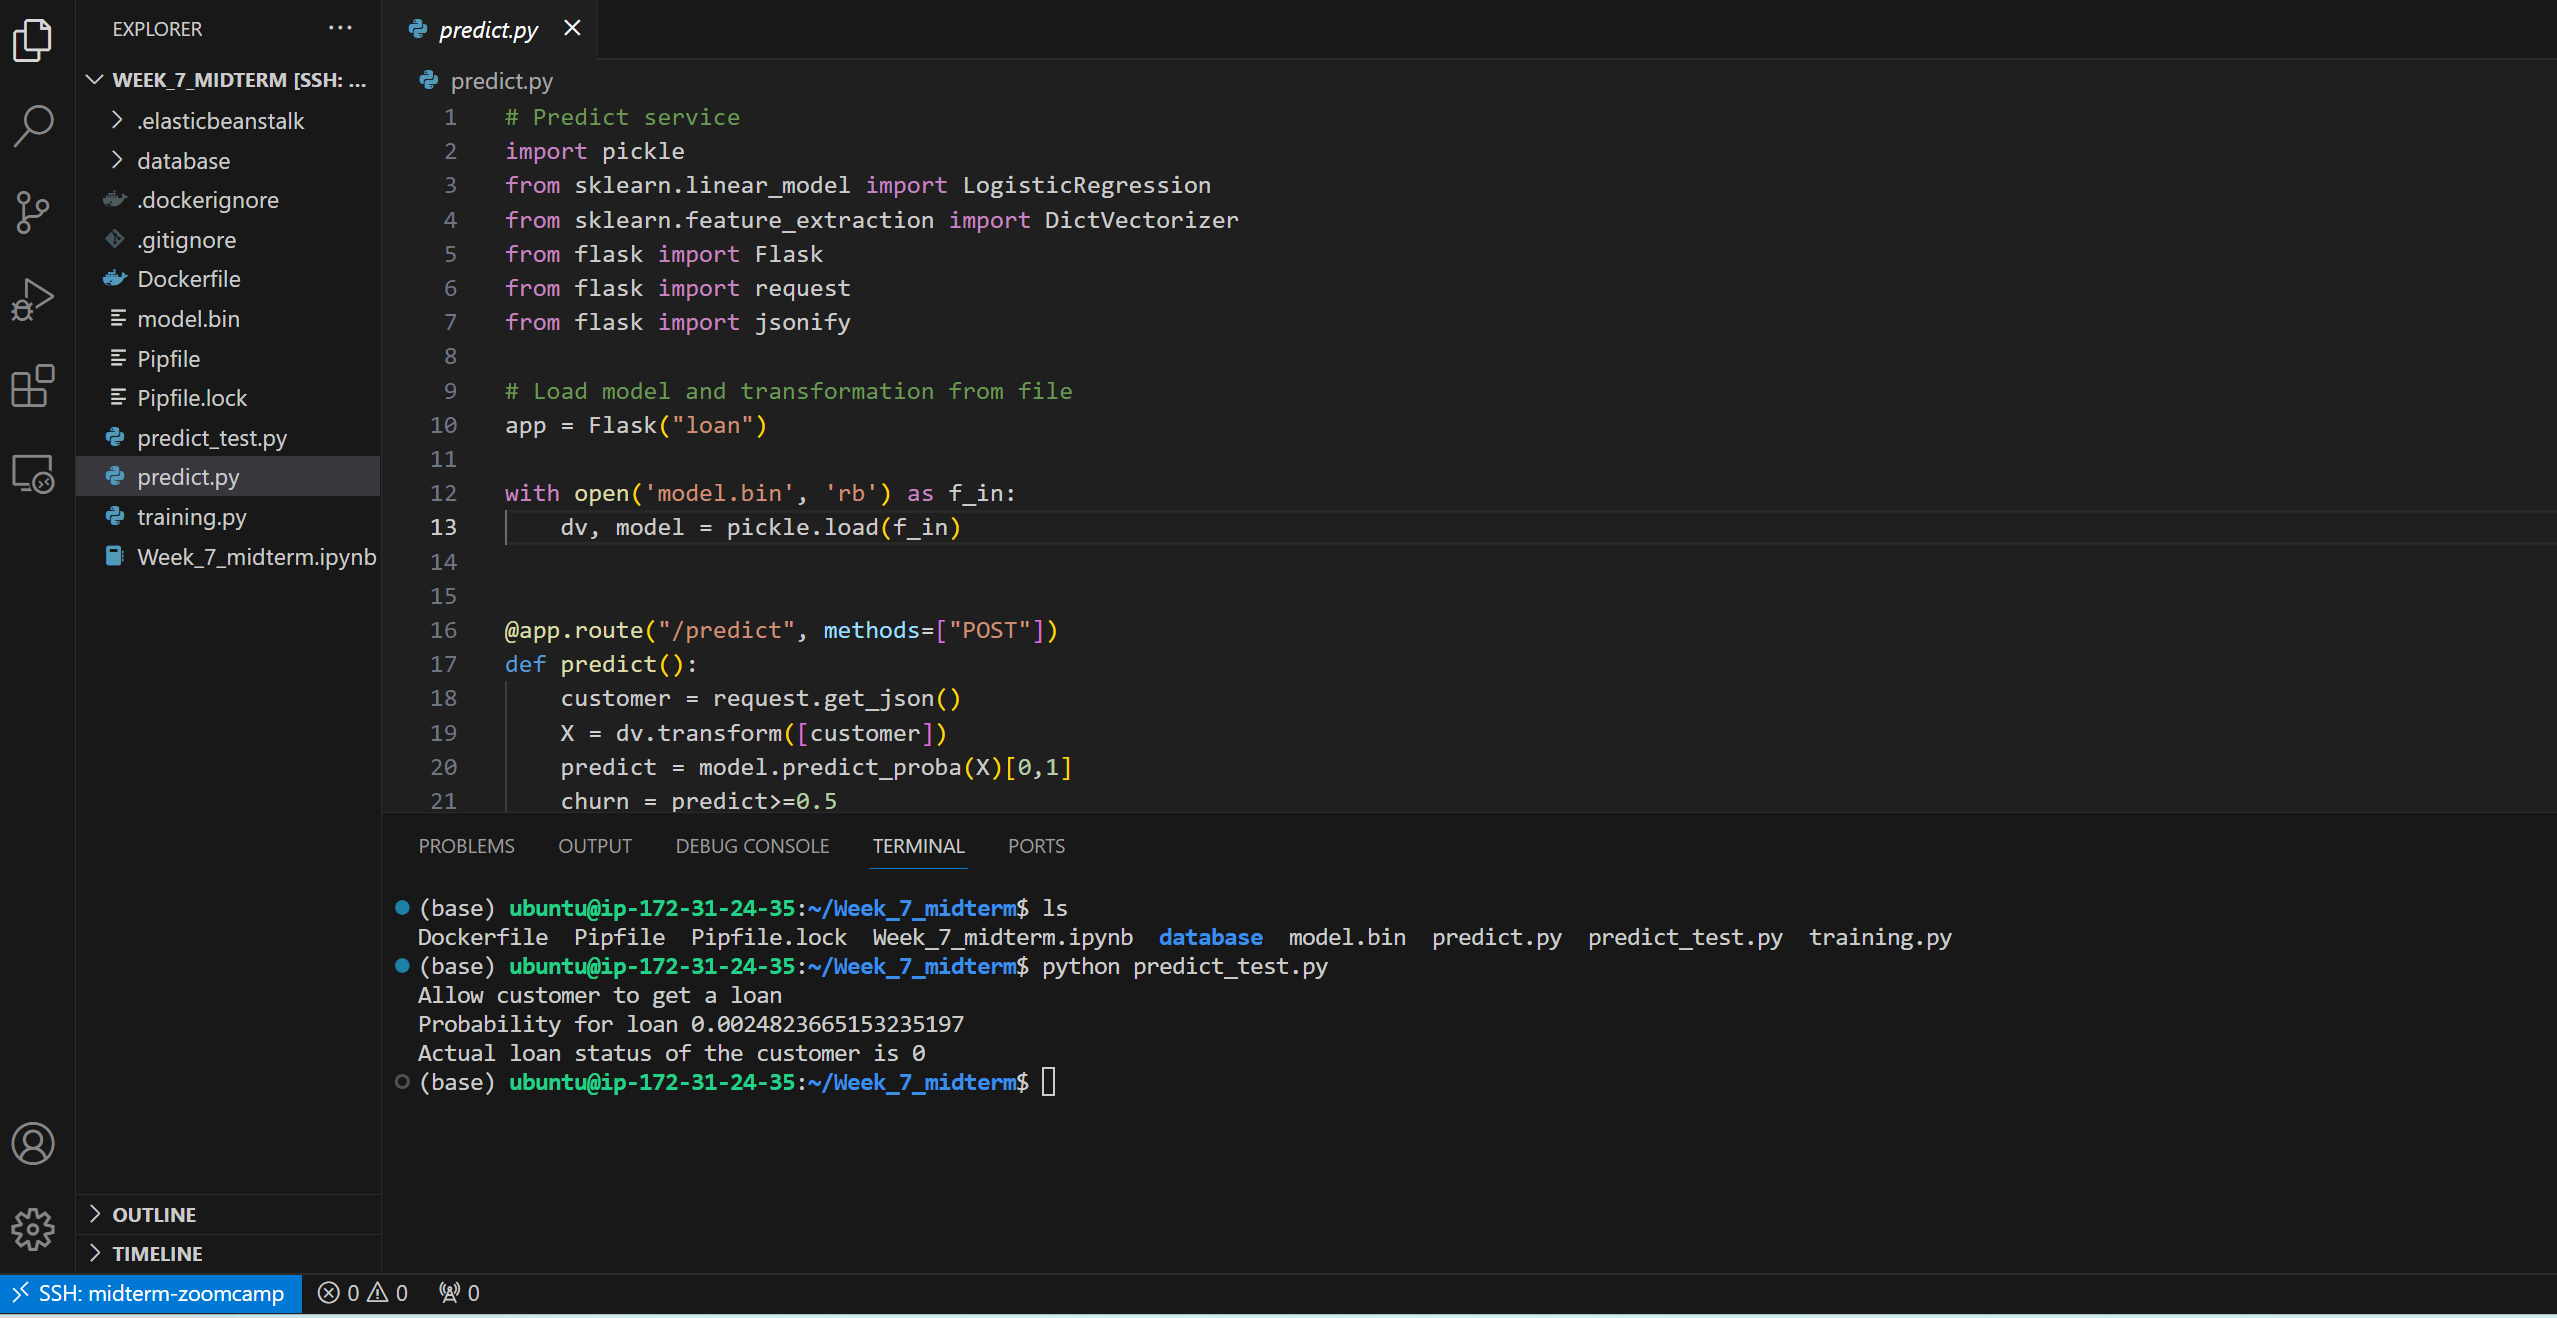 EXPLORER
WEEK_7_MIDTERM [SSH: ...
.elasticbeanstalk
database
.dockerignore
.gitignore
Dockerfile
model.bin
Pipfile
Pipfile.lock
predict_test.py
predict.py
training.py
Week_7_midterm.ipynb
OUTLINE
TIMELINE
predict.py
predict.py
1 # Predict service
2 import pickle
3 from sklearn.linear_model import LogisticRegression
4 from sklearn.feature_extraction import DictVectorizer
5 from flask import Flask
6 from flask import request
7 from flask import jsonify
8
9 # Load model and transformation from file
10 app = Flask("loan")
11
12 with open('model.bin', 'rb') as f_in:
13     dv, model = pickle.load(f_in)
14
15
16 @app.route("/predict", methods=["POST"])
17 def predict():
18     customer = request.get_json()
19     X = dv.transform([customer])
20     predict = model.predict_proba(X)[0,1]
21     churn = predict>=0.5
PROBLEMS OUTPUT DEBUG CONSOLE TERMINAL PORTS
(base) ubuntu@ip-172-31-24-35:~/Week_7_midterm$ ls
Dockerfile  Pipfile  Pipfile.lock  Week_7_midterm.ipynb  database  model.bin  predict.py  predict_test.py  training.py
(base) ubuntu@ip-172-31-24-35:~/Week_7_midterm$ python predict_test.py
Allow customer to get a loan
Probability for loan 0.0024823665153235197
Actual loan status of the customer is 0
(base) ubuntu@ip-172-31-24-35:~/Week_7_midterm$
SSH: midterm-zoomcamp 0 0 0